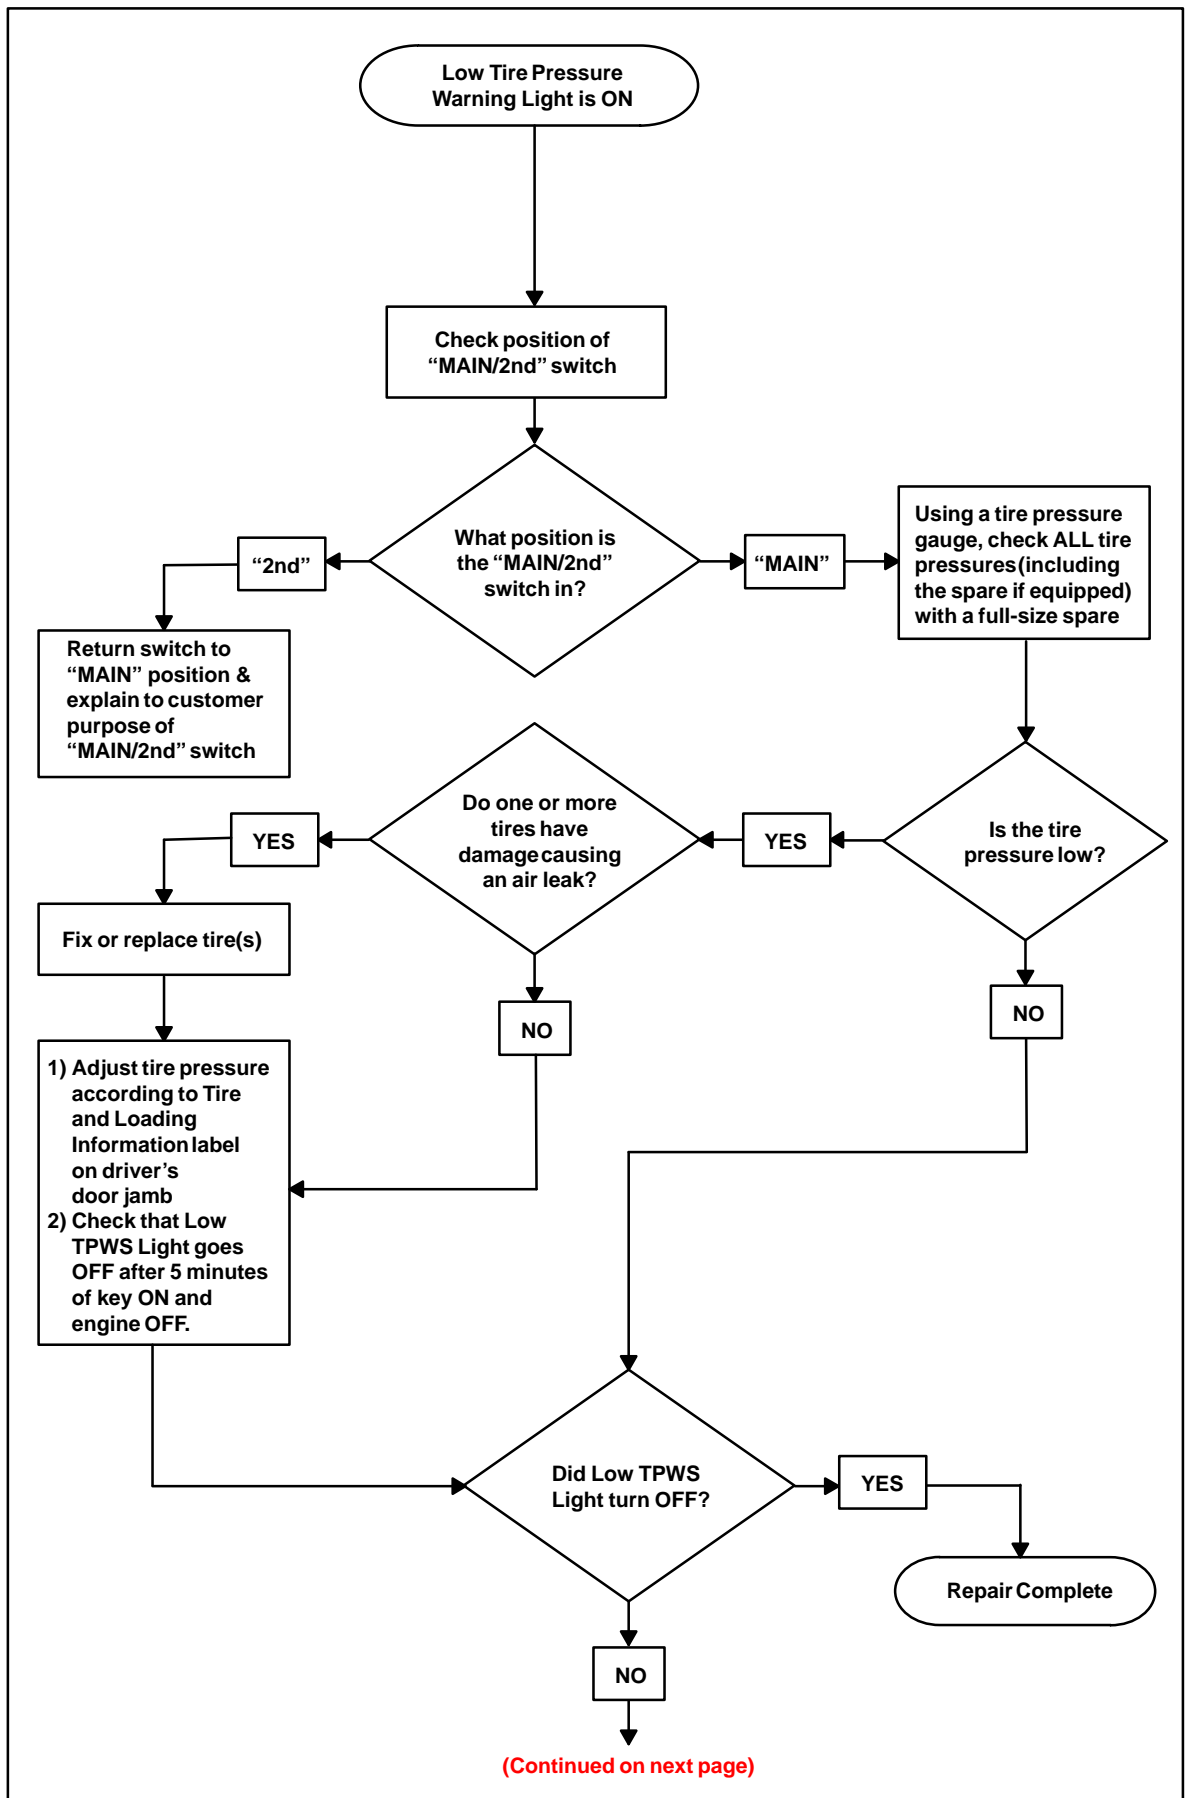 Low Tire Pressure
Warning Light is ON
Check position of
“MAIN/2nd” switch
What position is
the “MAIN/2nd”
switch in?
“2nd”
“MAIN”
Using a tire pressure
gauge, check ALL tire
pressures (including
the spare if equipped)
with a full-size spare
Return switch to
“MAIN” position &
explain to customer
purpose of
“MAIN/2nd” switch
Is the tire
pressure low?
YES
Do one or more
tires have
damage causing
an air leak?
YES
Fix or replace tire(s)
NO
NO
1) Adjust tire pressure
according to Tire
and Loading
Information label
on driver’s
door jamb
2) Check that Low
TPWS Light goes
OFF after 5 minutes
of key ON and
engine OFF.
Did Low TPWS
Light turn OFF?
YES
Repair Complete
NO
(Continued on next page)